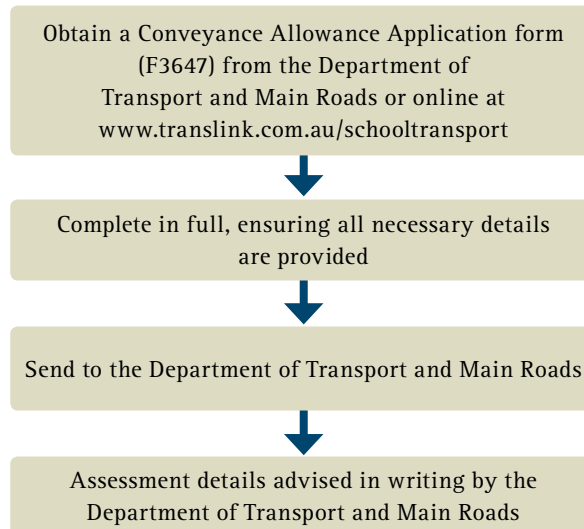 Obtain a Conveyance Allowance Application form
(F3647) from the Department of
Transport and Main Roads or online at
www.translink.com.au/schooltransport
Complete in full, ensuring all necessary details
are provided
Send to the Department of Transport and Main Roads
Assessment details advised in writing by the
Department of Transport and Main Roads